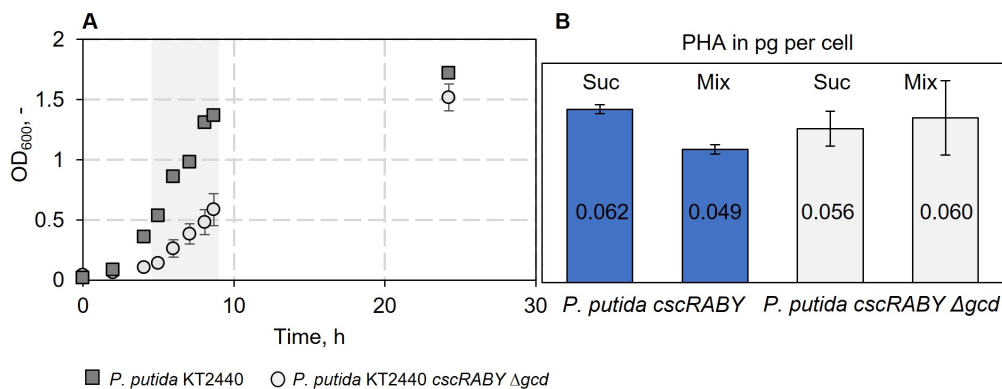 A
2
1.5
1
0.5
0
0
10
20
30
OD600, -
Time, h
P. putida KT2440
P. putida KT2440 cscRABY Δgcd
B
PHA in pg per cell
Suc
Mix
Suc
Mix
0.062
0.049
0.056
0.060
P. putida cscRABY
P. putida cscRABY Δgcd